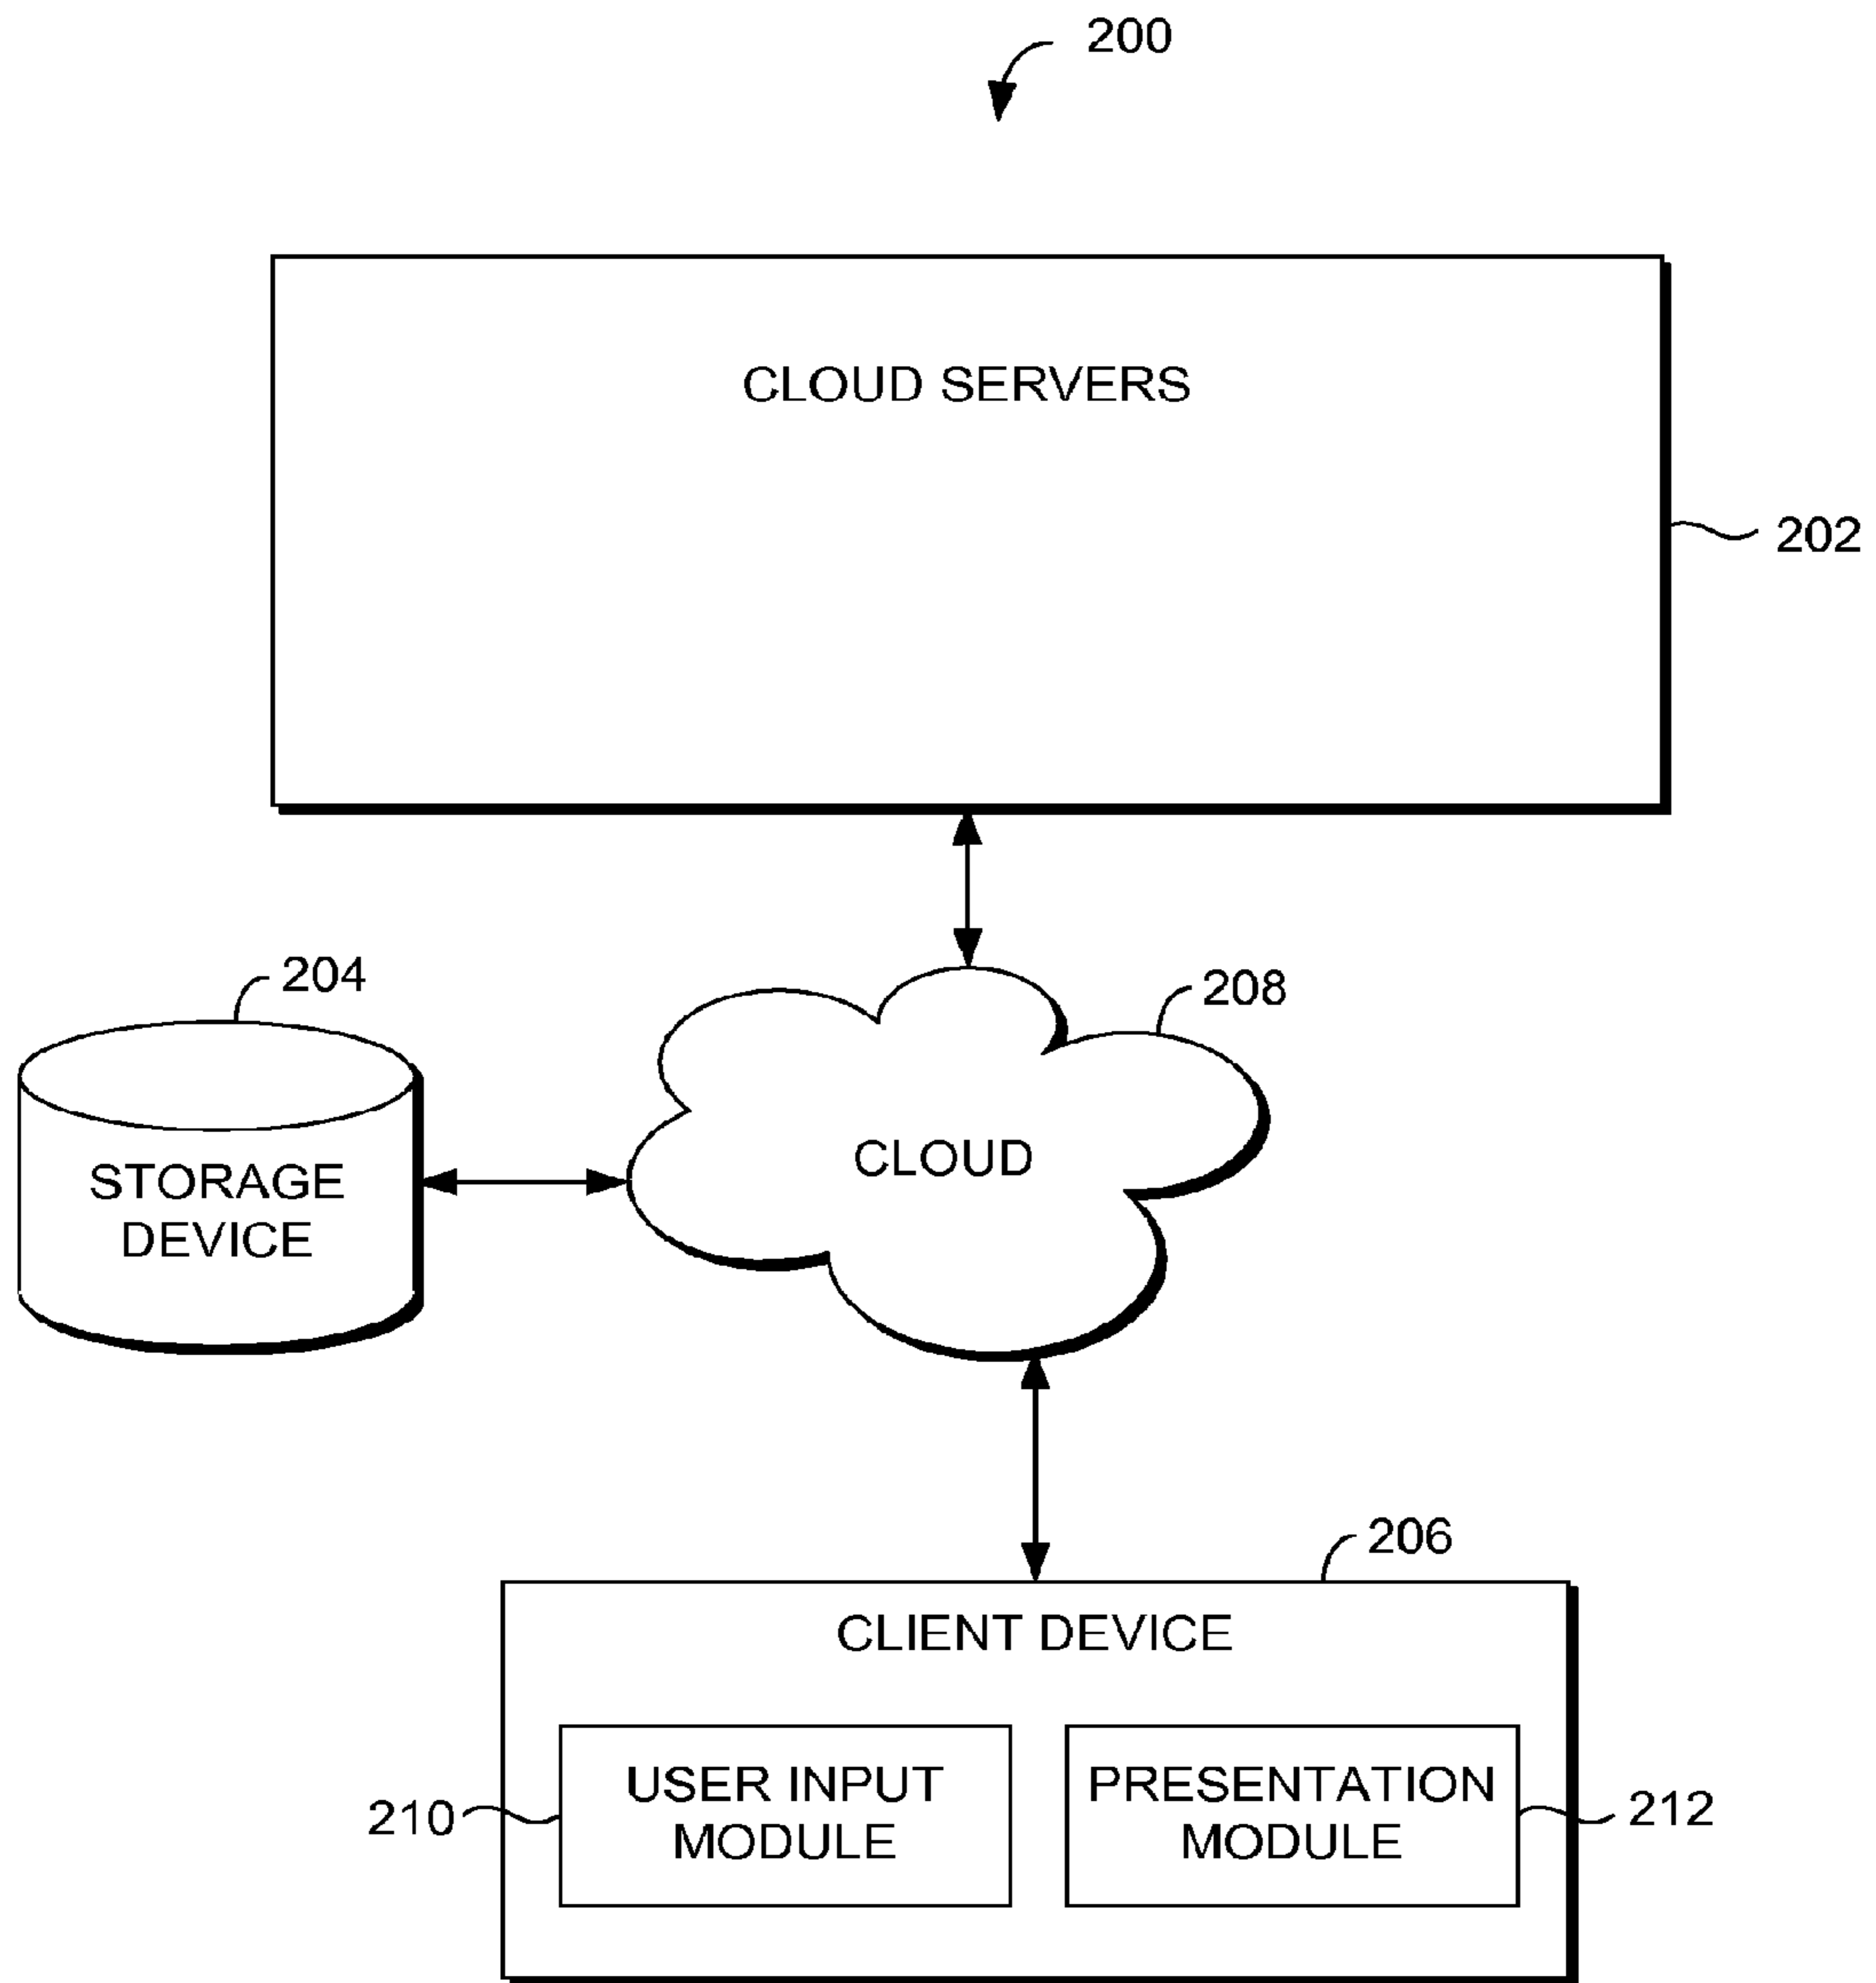 200
CLOUD SERVERS
202
204
208
STORAGE
DEVICE
CLOUD
206
CLIENT DEVICE
210
USER INPUT
MODULE
PRESENTATION
MODULE
212